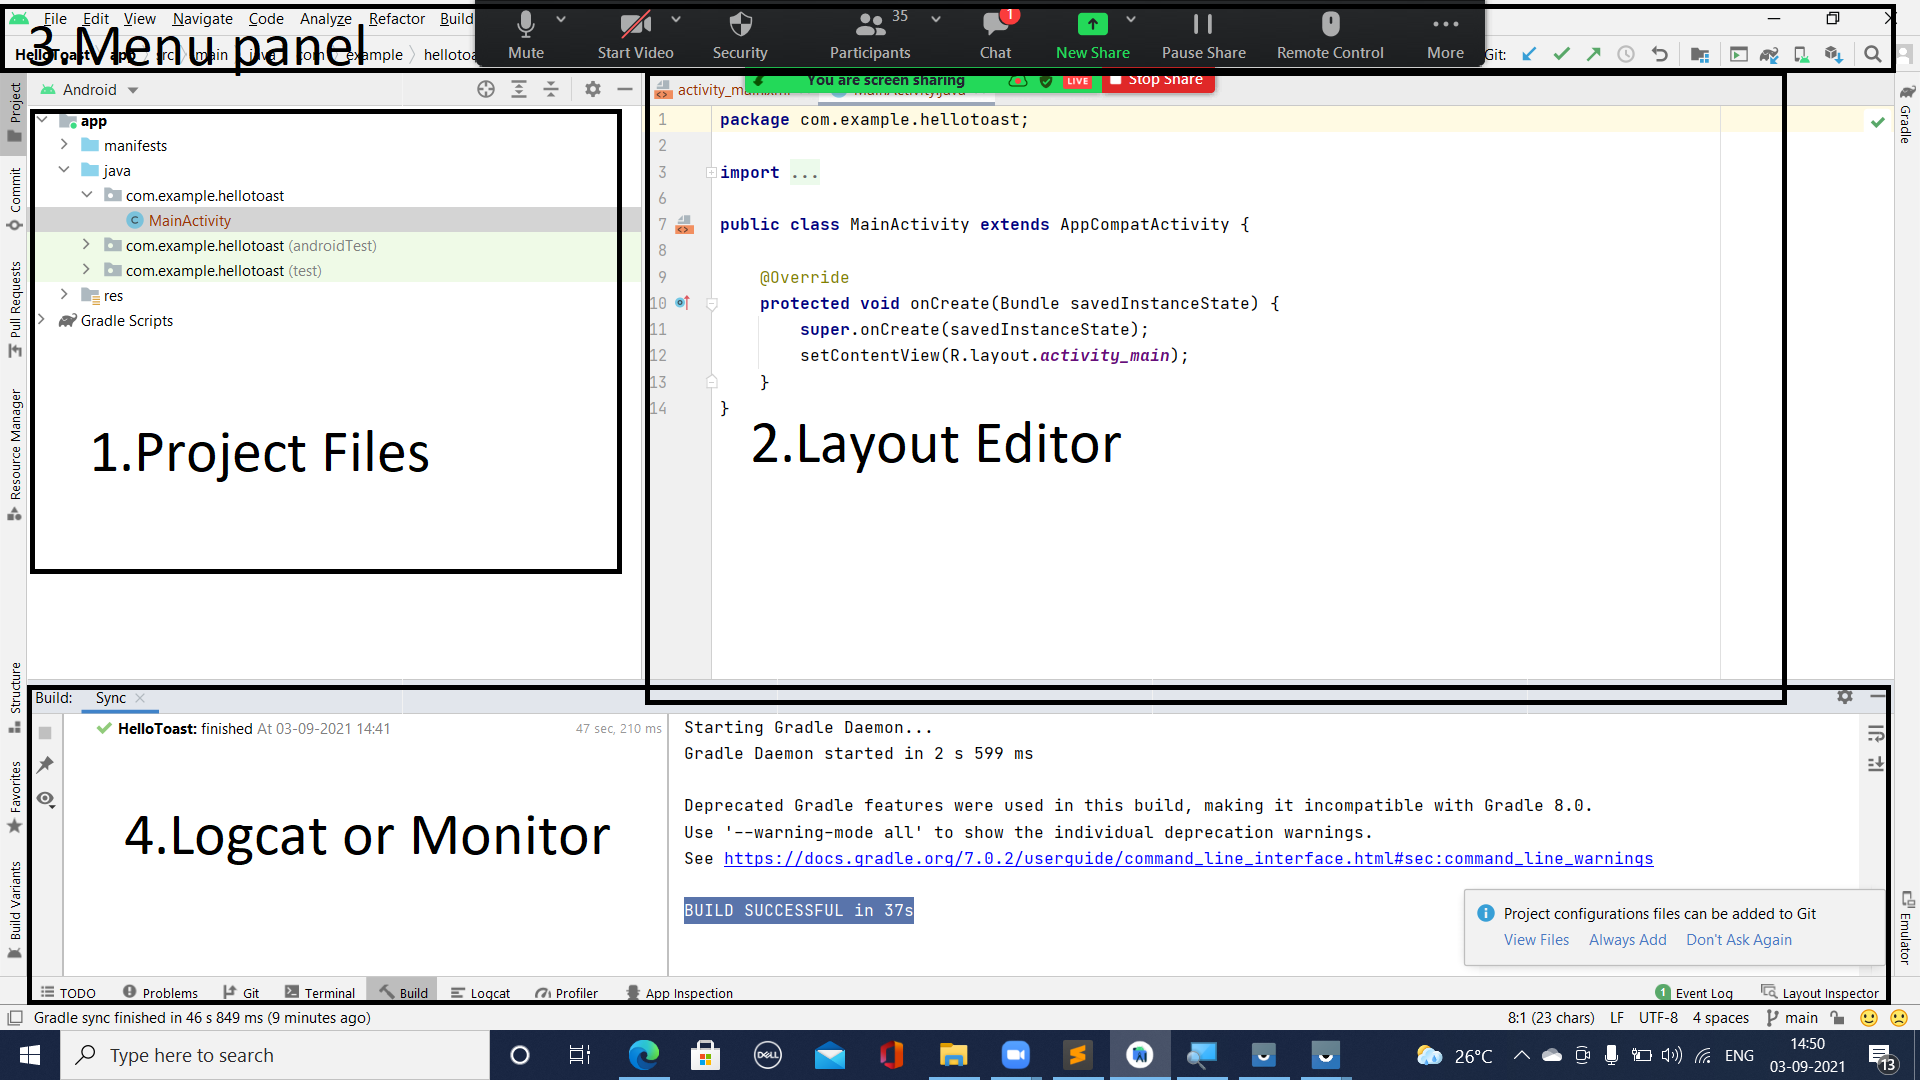 File Edit View Navigate Code Analyze Refactor Build
Mute Start Video Security Participants 35 Chat 1 New Share Pause Share Remote Control More
3.Menu panel
HelloToast app src main java com example hellotoast
Git:
You are screen sharing LIVE Stop Share
Android
activity_main.xml MainActivity.java
app
manifests
java
com.example.hellotoast
MainActivity
com.example.hellotoast (androidTest)
com.example.hellotoast (test)
res
Gradle Scripts
1.Project Files
1 package com.example.hellotoast;
2
3 import ...
6
7 public class MainActivity extends AppCompatActivity {
8
9 @Override
10 protected void onCreate(Bundle savedInstanceState) {
11 super.onCreate(savedInstanceState);
12 setContentView(R.layout.activity_main);
13 }
14 }
2.Layout Editor
Project
Commit
Pull Requests
Resource Manager
Structure
Favorites
Build Variants
Gradle
Emulator
Build: Sync
HelloToast: finished At 03-09-2021 14:41 47 sec, 210 ms
4.Logcat or Monitor
Starting Gradle Daemon...
Gradle Daemon started in 2 s 599 ms
Deprecated Gradle features were used in this build, making it incompatible with Gradle 8.0.
Use '--warning-mode all' to show the individual deprecation warnings.
See https://docs.gradle.org/7.0.2/userguide/command_line_interface.html#sec:command_line_warnings
BUILD SUCCESSFUL in 37s
Project configurations files can be added to Git
View Files Always Add Don't Ask Again
TODO Problems Git Terminal Build Logcat Profiler App Inspection 1 Event Log Layout Inspector
Gradle sync finished in 46 s 849 ms (9 minutes ago) 8:1 (23 chars) LF UTF-8 4 spaces main
Type here to search
DELL
26°C
ENG
14:50
03-09-2021
13